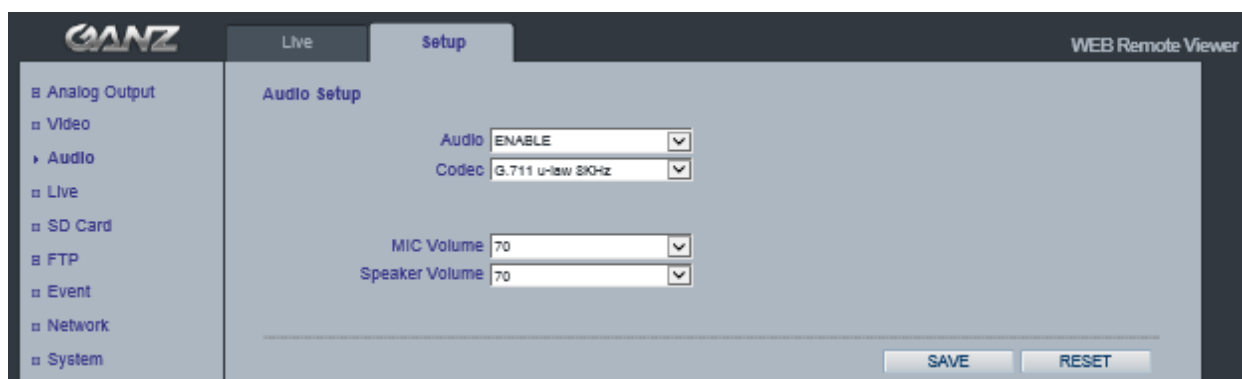 GANZ
Live
Setup
WEB Remote Viewer
Analog Output
Video
Audio
Live
SD Card
FTP
Event
Network
System
Audio Setup
Audio ENABLE
Codec G.711 u-law 8KHz
MIC Volume 70
Speaker Volume 70
SAVE
RESET